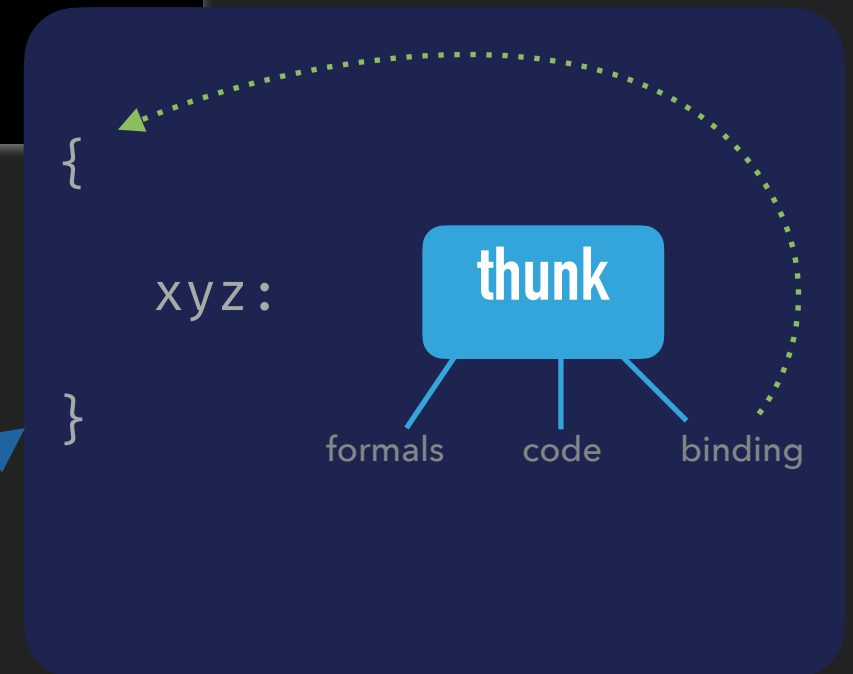 {
thunk
xyz:
}
formals code binding